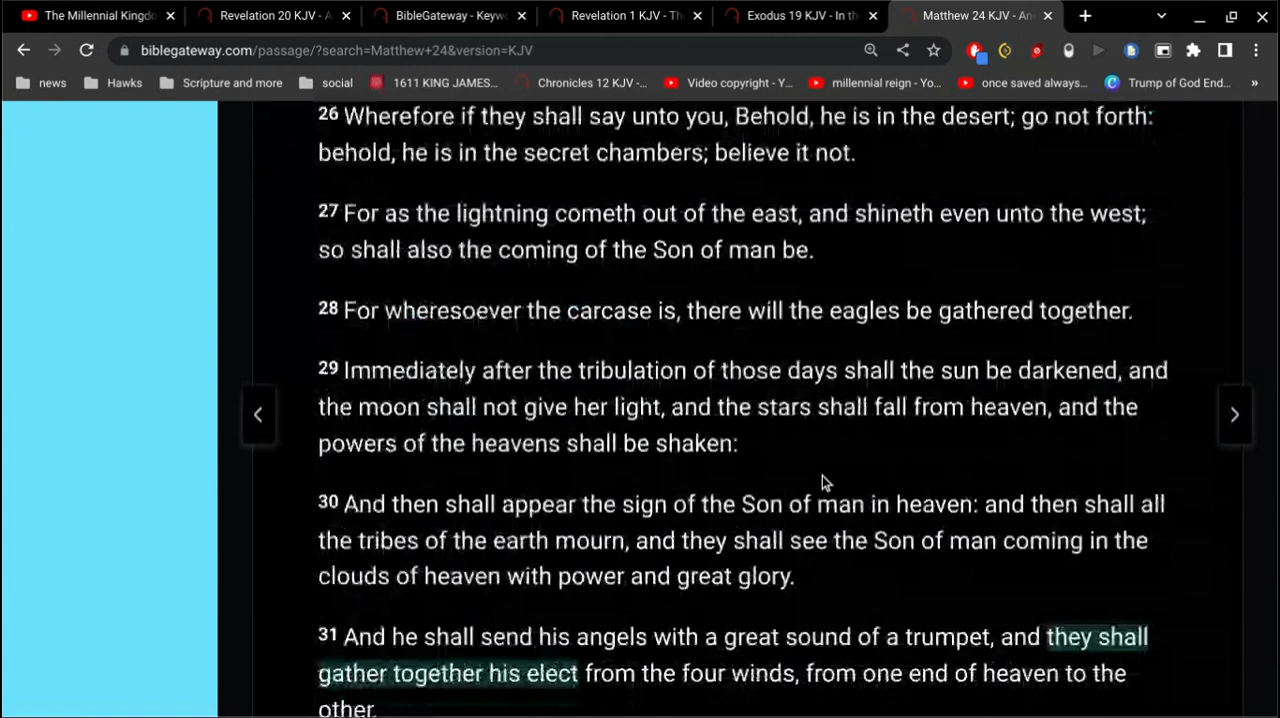 The Millennial Kingdo
Revelation 20 KJV - A
BibleGateway - Keyw
Revelation 1 KJV - The
Exodus 19 KJV - In th
Matthew 24 KJV - An
biblegateway.com/passage/?search=Matthew+24&version=KJV
news
Hawks
Scripture and more
social
1611 KING JAMES...
Chronicles 12 KJV -...
Video copyright - Y...
millennial reign - Yo...
once saved always...
Trump of God End...
»
26 Wherefore if they shall say unto you, Behold, he is in the desert; go not forth:
behold, he is in the secret chambers; believe it not.
27 For as the lightning cometh out of the east, and shineth even unto the west;
so shall also the coming of the Son of man be.
28 For wheresoever the carcase is, there will the eagles be gathered together.
29 Immediately after the tribulation of those days shall the sun be darkened, and
the moon shall not give her light, and the stars shall fall from heaven, and the
powers of the heavens shall be shaken:
30 And then shall appear the sign of the Son of man in heaven: and then shall all
the tribes of the earth mourn, and they shall see the Son of man coming in the
clouds of heaven with power and great glory.
31 And he shall send his angels with a great sound of a trumpet, and they shall
gather together his elect from the four winds, from one end of heaven to the
other.